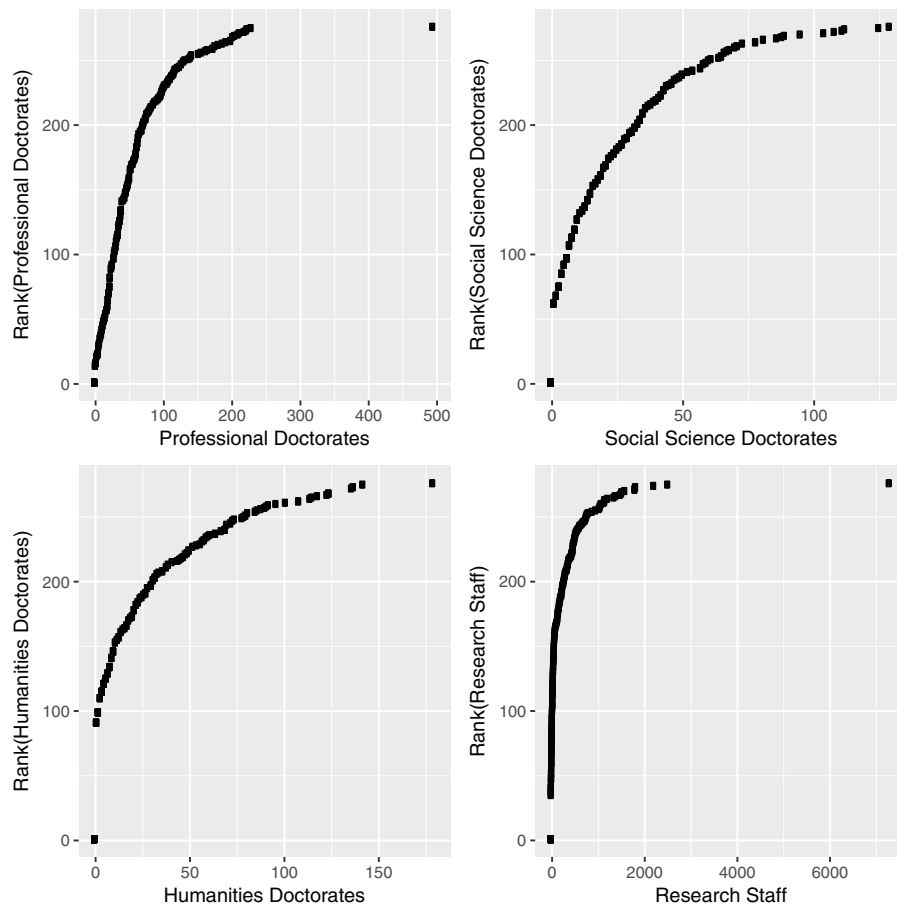 Rank(Professional Doctorates)
200
100
0
0 100 200 300 400 500
Professional Doctorates
Rank(Social Science Doctorates)
200
100
0
0 50 100
Social Science Doctorates
Rank(Humanities Doctorates)
200
100
0
0 50 100 150
Humanities Doctorates
Rank(Research Staff)
200
100
0
0 2000 4000 6000
Research Staff